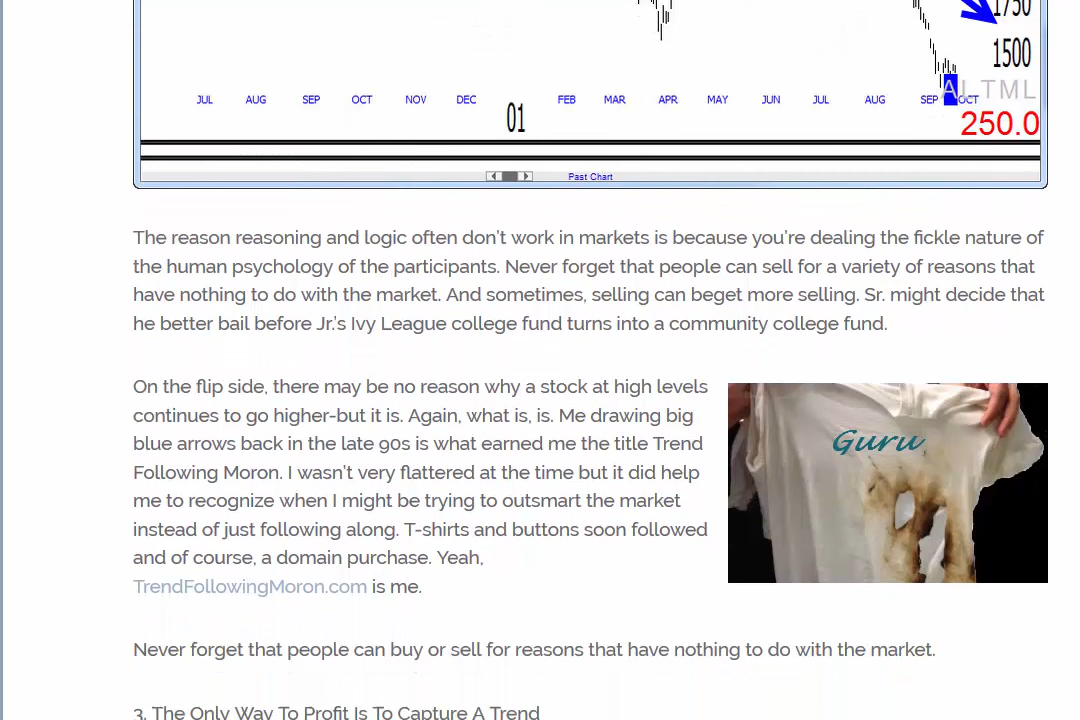 1750
1500
ALTML
JUL AUG SEP OCT NOV DEC FEB MAR APR MAY JUN JUL AUG SEP OCT
01
250.0
Past Chart
The reason reasoning and logic often don't work in markets is because you're dealing the fickle nature of
the human psychology of the participants. Never forget that people can sell for a variety of reasons that
have nothing to do with the market. And sometimes, selling can beget more selling. Sr. might decide that
he better bail before Jr.'s Ivy League college fund turns into a community college fund.
On the flip side, there may be no reason why a stock at high levels
continues to go higher-but it is. Again, what is, is. Me drawing big
blue arrows back in the late 90s is what earned me the title Trend
Following Moron. I wasn't very flattered at the time but it did help
me to recognize when I might be trying to outsmart the market
instead of just following along. T-shirts and buttons soon followed
and of course, a domain purchase. Yeah,
TrendFollowingMoron.com is me.
Guru
Never forget that people can buy or sell for reasons that have nothing to do with the market.
3. The Only Way To Profit Is To Capture A Trend